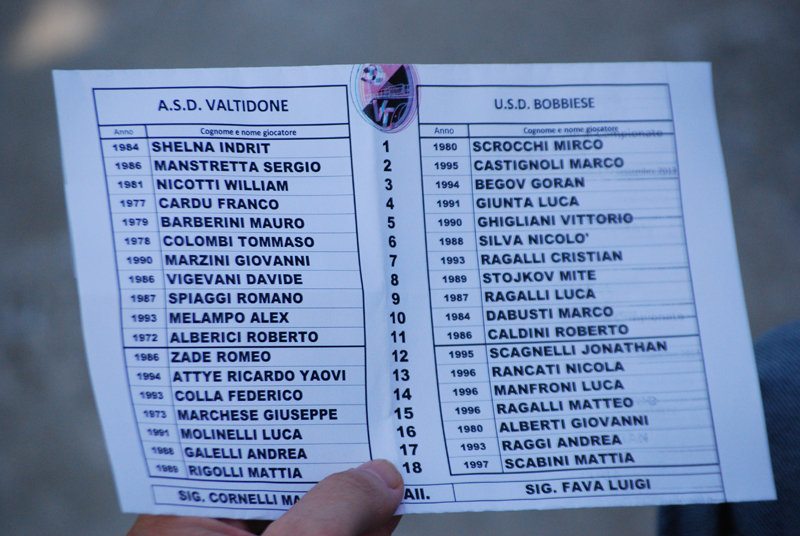 A.S.D. VALTIDONE U.S.D. BOBBIESE
Anno Cognome e nome giocatore Anno Cognome e nome giocatore
1984 SHELNA INDRIT 1 1980 SCROCCHI MIRCO
1986 MANSTRETTA SERGIO 2 1995 CASTIGNOLI MARCO
1981 NICOTTI WILLIAM 3 1994 BEGOV GORAN
1977 CARDU FRANCO 4 1991 GIUNTA LUCA
1979 BARBERINI MAURO 5 1990 GHIGLIANI VITTORIO
1978 COLOMBI TOMMASO 6 1988 SILVA NICOLO'
1990 MARZINI GIOVANNI 7 1993 RAGALLI CRISTIAN
1986 VIGEVANI DAVIDE 8 1989 STOJKOV MITE
1987 SPIAGGI ROMANO 9 1987 RAGALLI LUCA
1993 MELAMPO ALEX 10 1984 DABUSTI MARCO
1972 ALBERICI ROBERTO 11 1986 CALDINI ROBERTO
1986 ZADE ROMEO 12 1995 SCAGNELLI JONATHAN
1994 ATTYE RICARDO YAOVI 13 1996 RANCATI NICOLA
1993 COLLA FEDERICO 14 1996 MANFRONI LUCA
1973 MARCHESE GIUSEPPE 15 1996 RAGALLI MATTEO
1991 MOLINELLI LUCA 16 1980 ALBERTI GIOVANNI
1988 GALELLI ANDREA 17 1993 RAGGI ANDREA
1989 RIGOLLI MATTIA 18 1997 SCABINI MATTIA
SIG. CORNELLI MA All. SIG. FAVA LUIGI